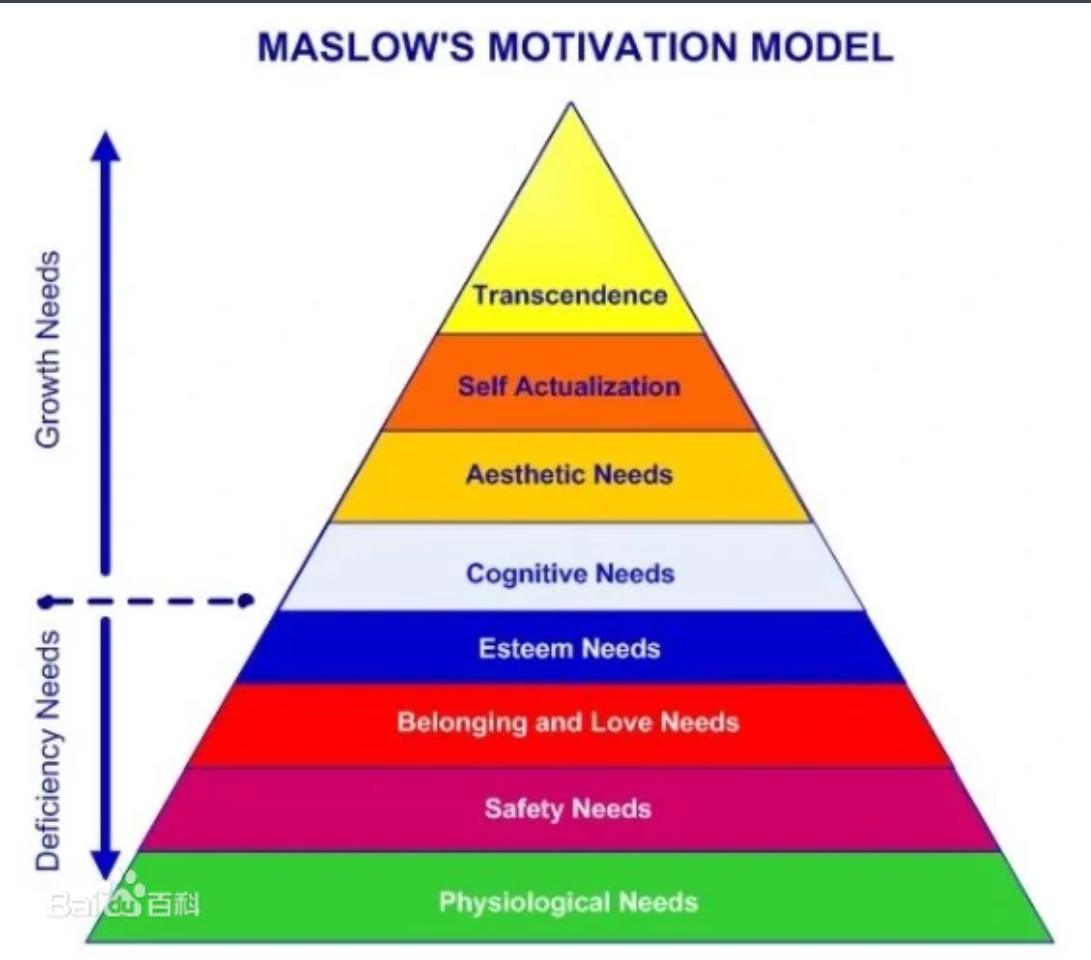 MASLOW'S MOTIVATION MODEL
Growth Needs
Deficiency Needs
Transcendence
Self Actualization
Aesthetic Needs
Cognitive Needs
Esteem Needs
Belonging and Love Needs
Safety Needs
Physiological Needs
Baidu百科